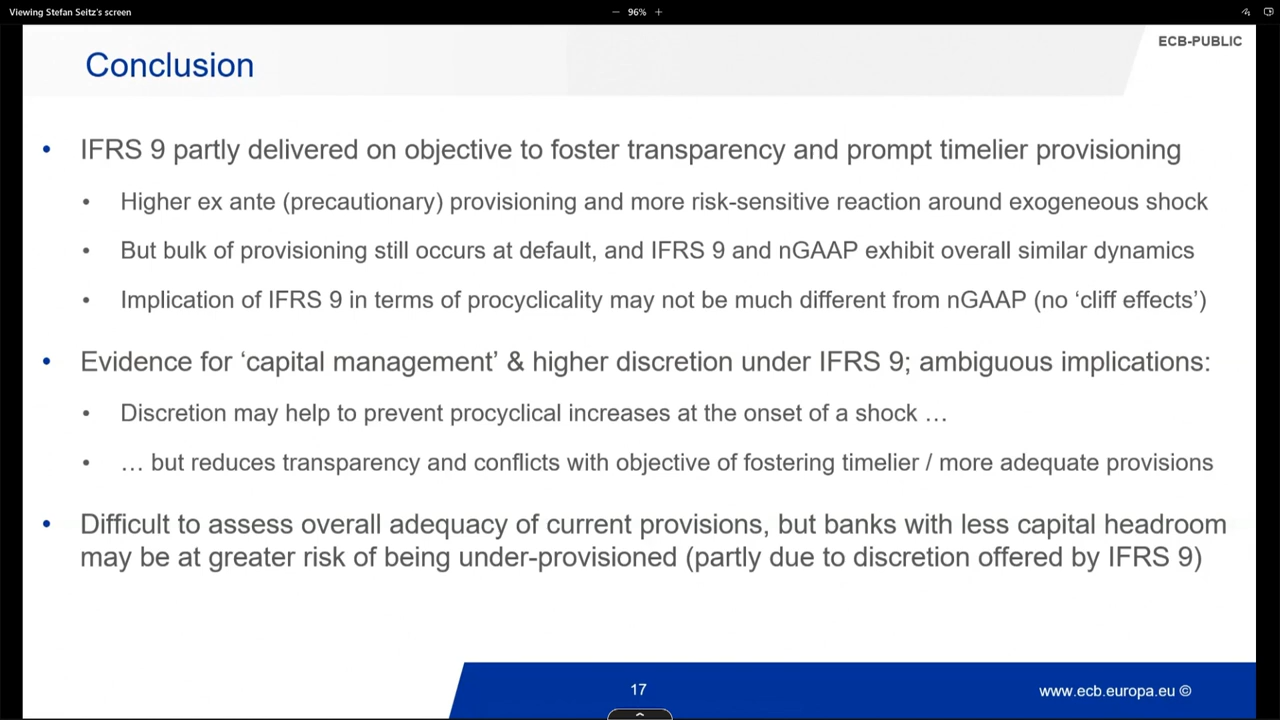 Viewing Stefan Seitz's screen
− 96% +
ECB-PUBLIC
Conclusion
• IFRS 9 partly delivered on objective to foster transparency and prompt timelier provisioning
• Higher ex ante (precautionary) provisioning and more risk-sensitive reaction around exogeneous shock
• But bulk of provisioning still occurs at default, and IFRS 9 and nGAAP exhibit overall similar dynamics
• Implication of IFRS 9 in terms of procyclicality may not be much different from nGAAP (no ‘cliff effects’)
• Evidence for ‘capital management’ & higher discretion under IFRS 9; ambiguous implications:
• Discretion may help to prevent procyclical increases at the onset of a shock …
• … but reduces transparency and conflicts with objective of fostering timelier / more adequate provisions
• Difficult to assess overall adequacy of current provisions, but banks with less capital headroom
may be at greater risk of being under-provisioned (partly due to discretion offered by IFRS 9)
17
www.ecb.europa.eu ©